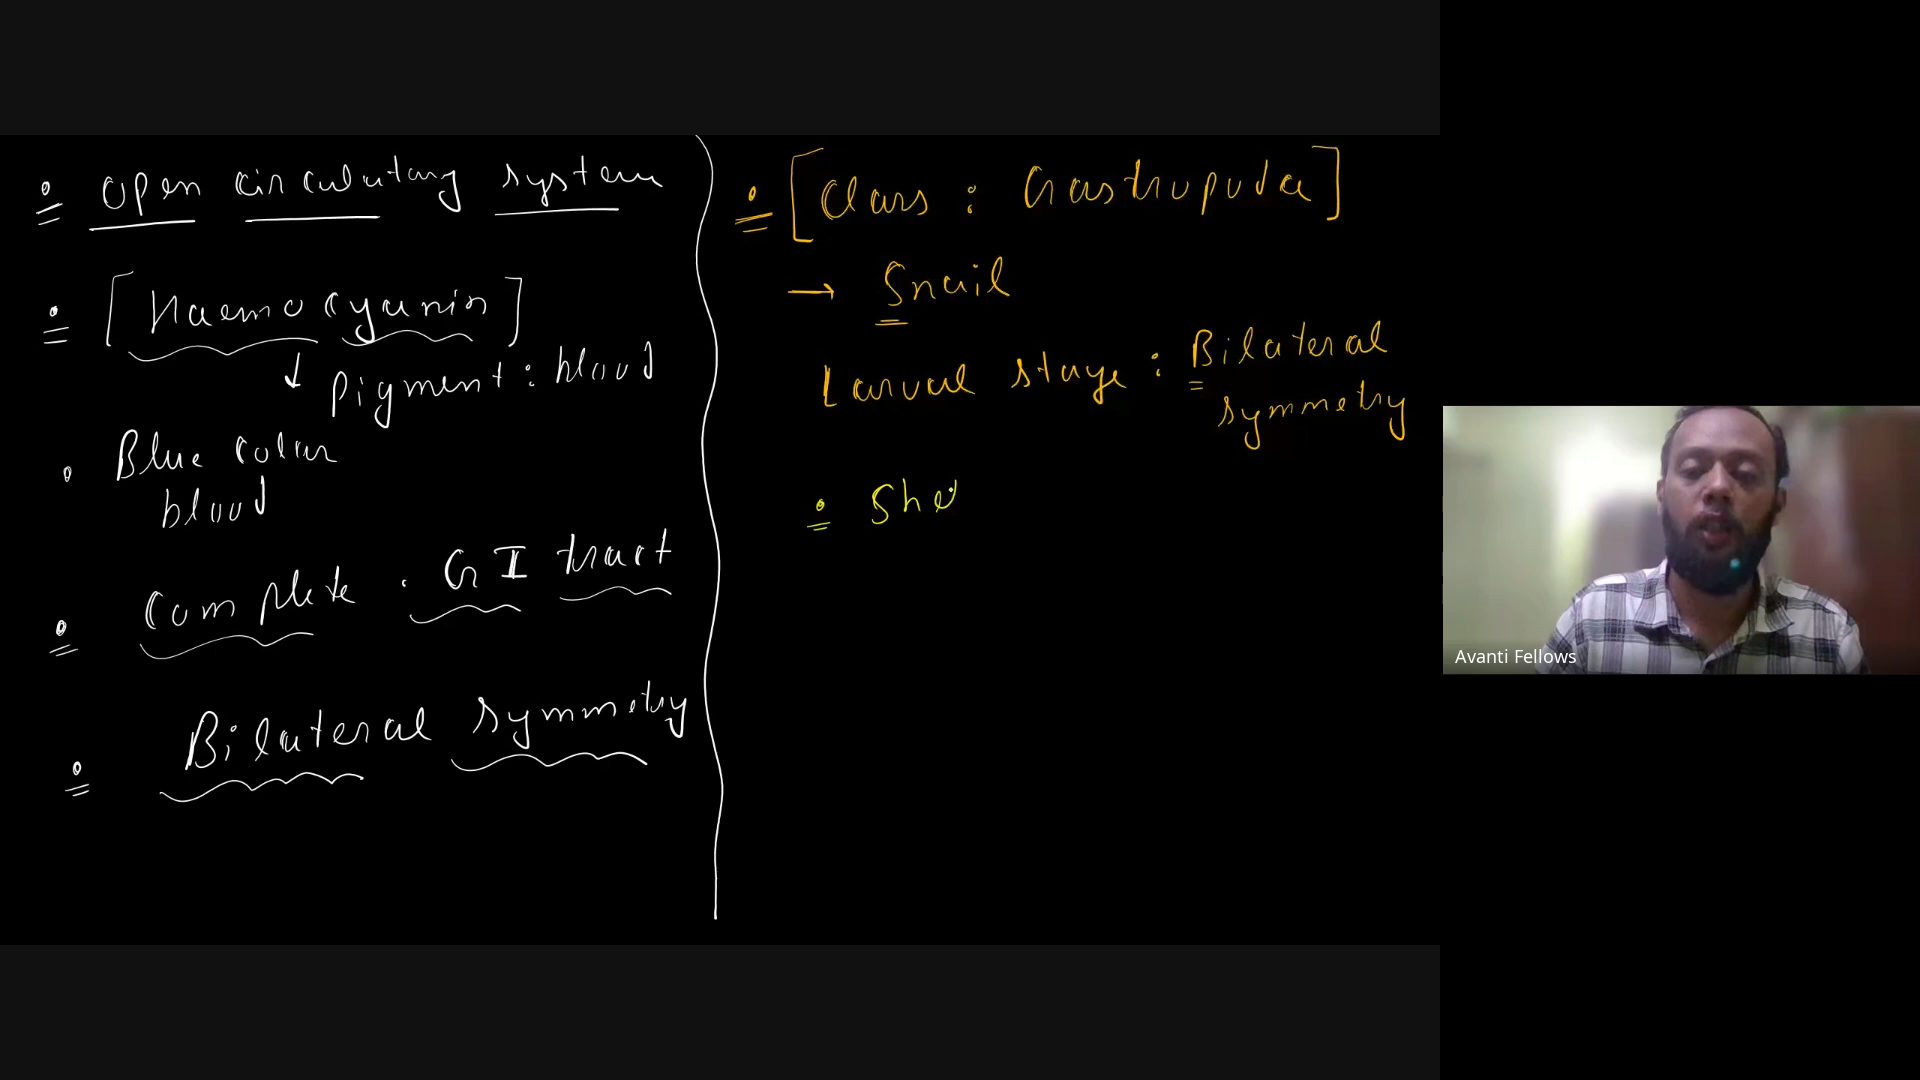 open circulatory system
[Haemocyanin]
↓ Pigment : blood
• Blue colour
blood
Complete . GI tract
Bilateral symmetry
[Class : Gastropoda]
→ Snail
Larval stage : Bilateral
symmetry
She
Avanti Fellows